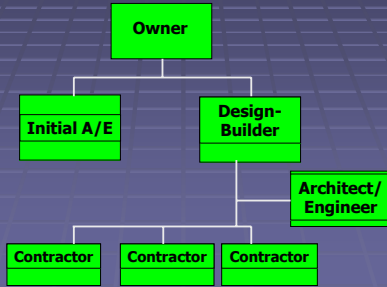 Owner
Initial A/E
Design-
Builder
Architect/
Engineer
Contractor
Contractor
Contractor